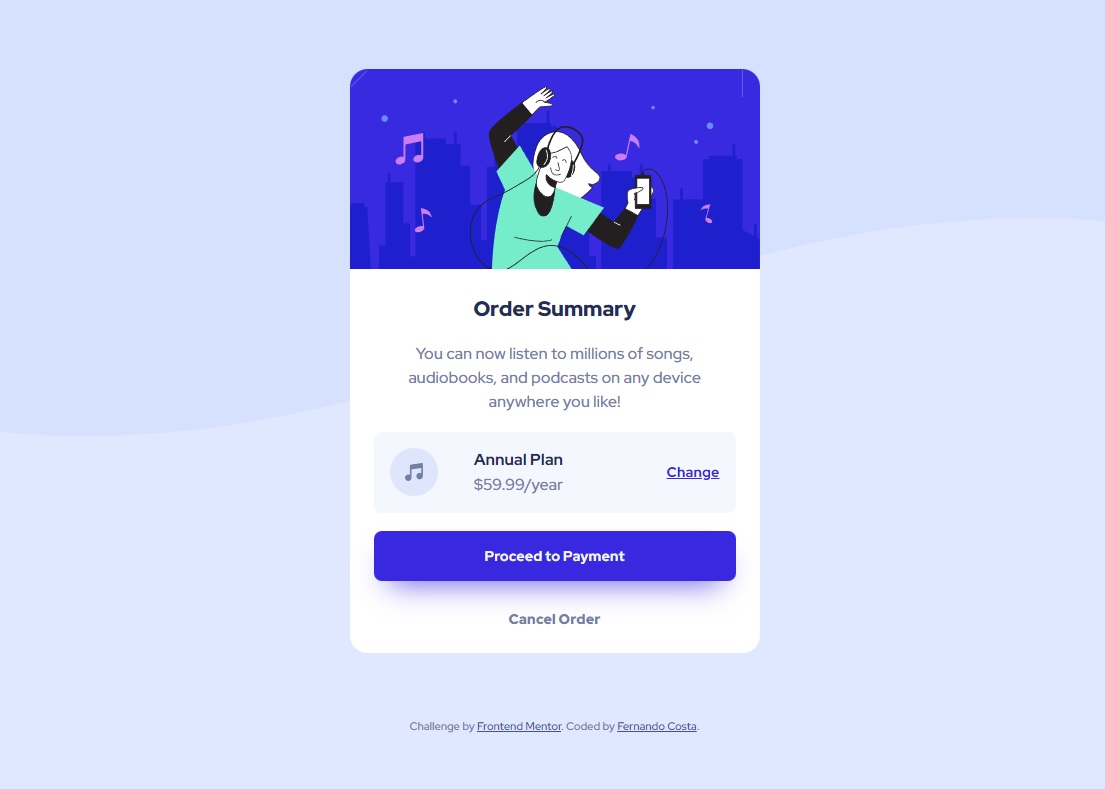 Order Summary
You can now listen to millions of songs,
audiobooks, and podcasts on any device
anywhere you like!
Annual Plan
$59.99/year
Change
Proceed to Payment
Cancel Order
Challenge by Frontend Mentor. Coded by Fernando Costa.